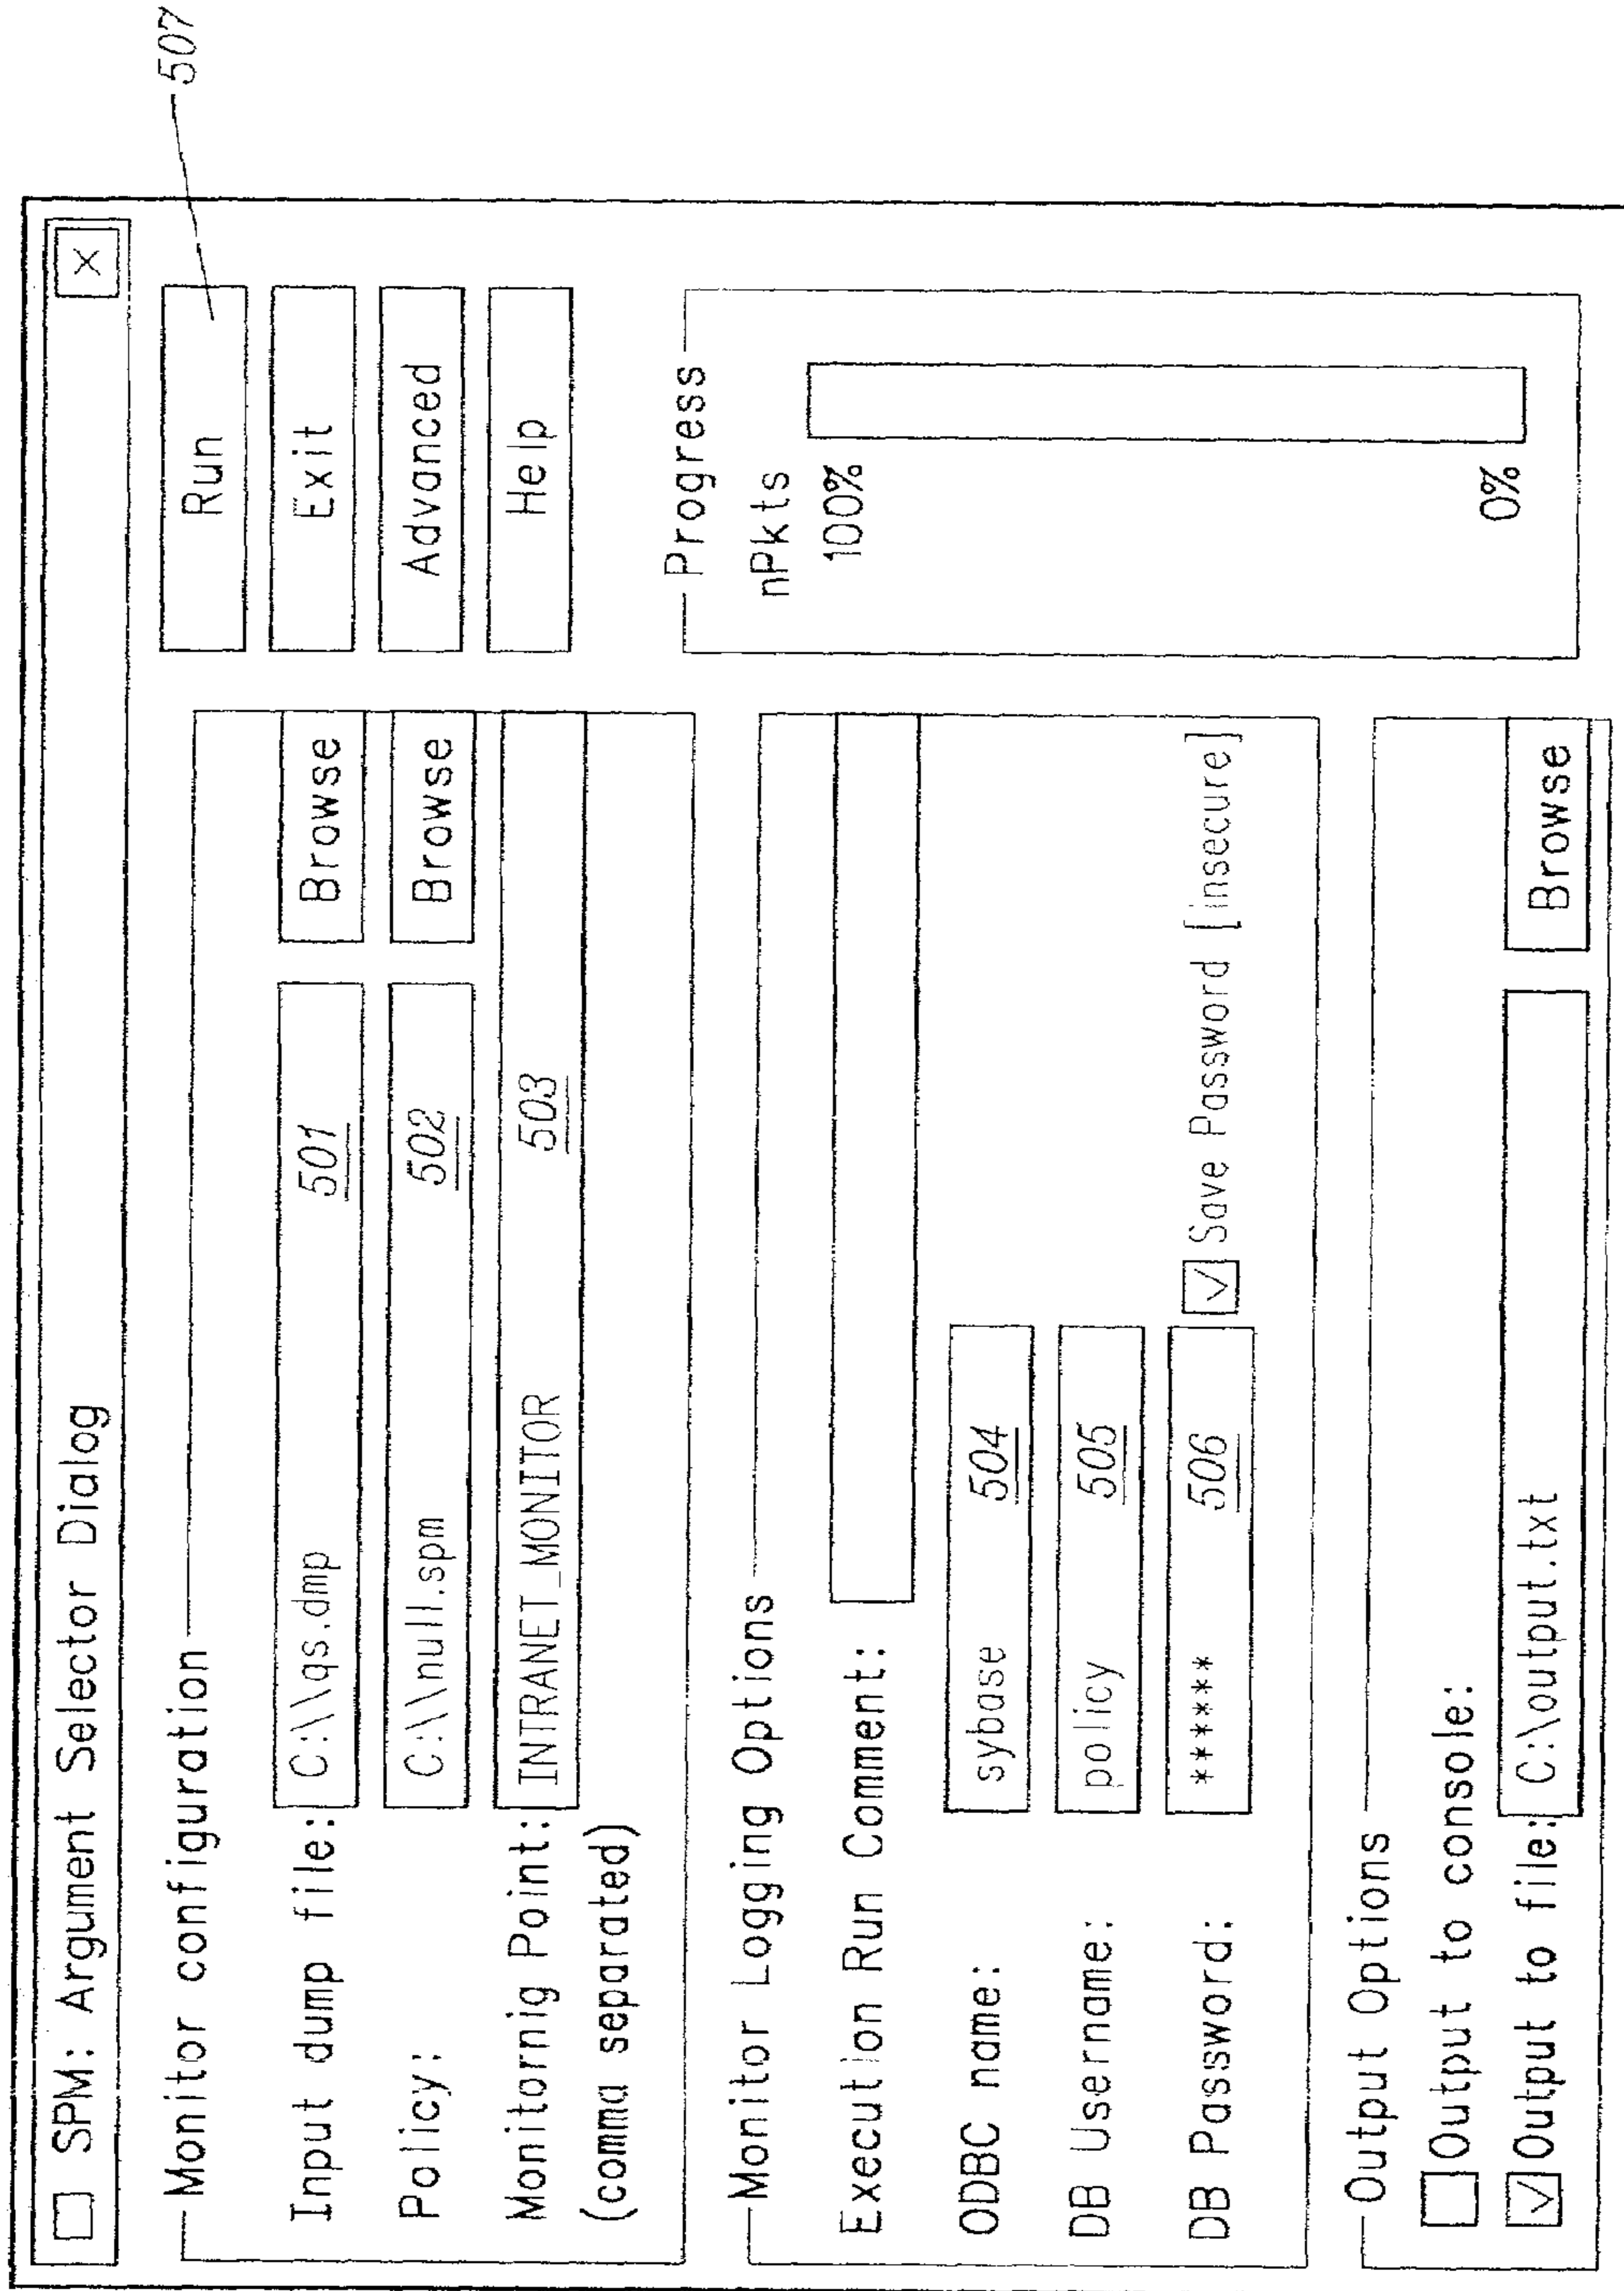 SPM: Argument Selector Dialog
X
Monitor configuration
Input dump file: C:\\qs.dmp 501 Browse
Policy: C:\\null.spm 502 Browse
Monitornig Point: INTRANET_MONITOR 503
(comma separated)
Run
507
Exit
Advanced
Help
Monitor Logging Options
Execution Run Comment:
ODBC name: sybase 504
DB Username: policy 505
DB Password: ****** 506 Save Password [insecure]
Progress
nPkts
100%
0%
Output Options
Output to console:
Output to file: C:\output.txt Browse